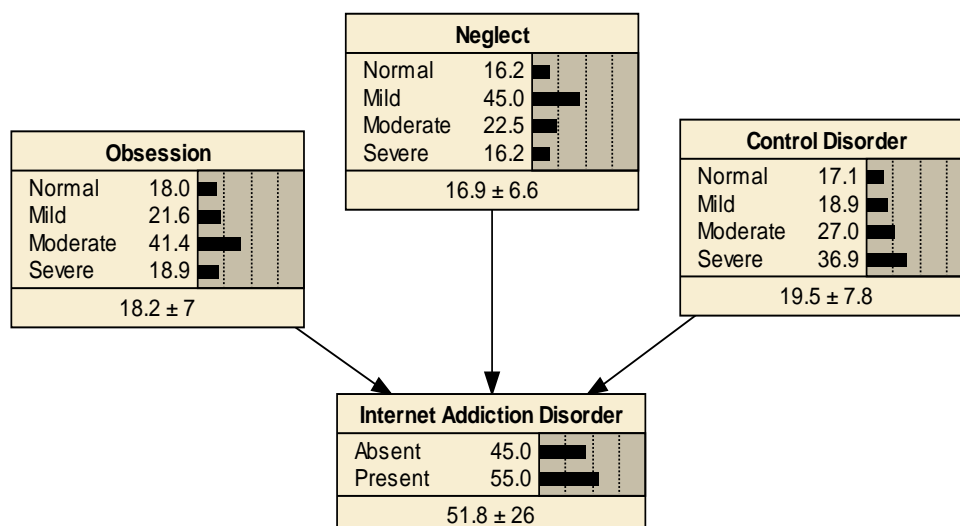 Neglect
Normal 16.2
Mild 45.0
Moderate 22.5
Severe 16.2
16.9 ± 6.6
Obsession
Normal 18.0
Mild 21.6
Moderate 41.4
Severe 18.9
18.2 ± 7
Control Disorder
Normal 17.1
Mild 18.9
Moderate 27.0
Severe 36.9
19.5 ± 7.8
Internet Addiction Disorder
Absent 45.0
Present 55.0
51.8 ± 26